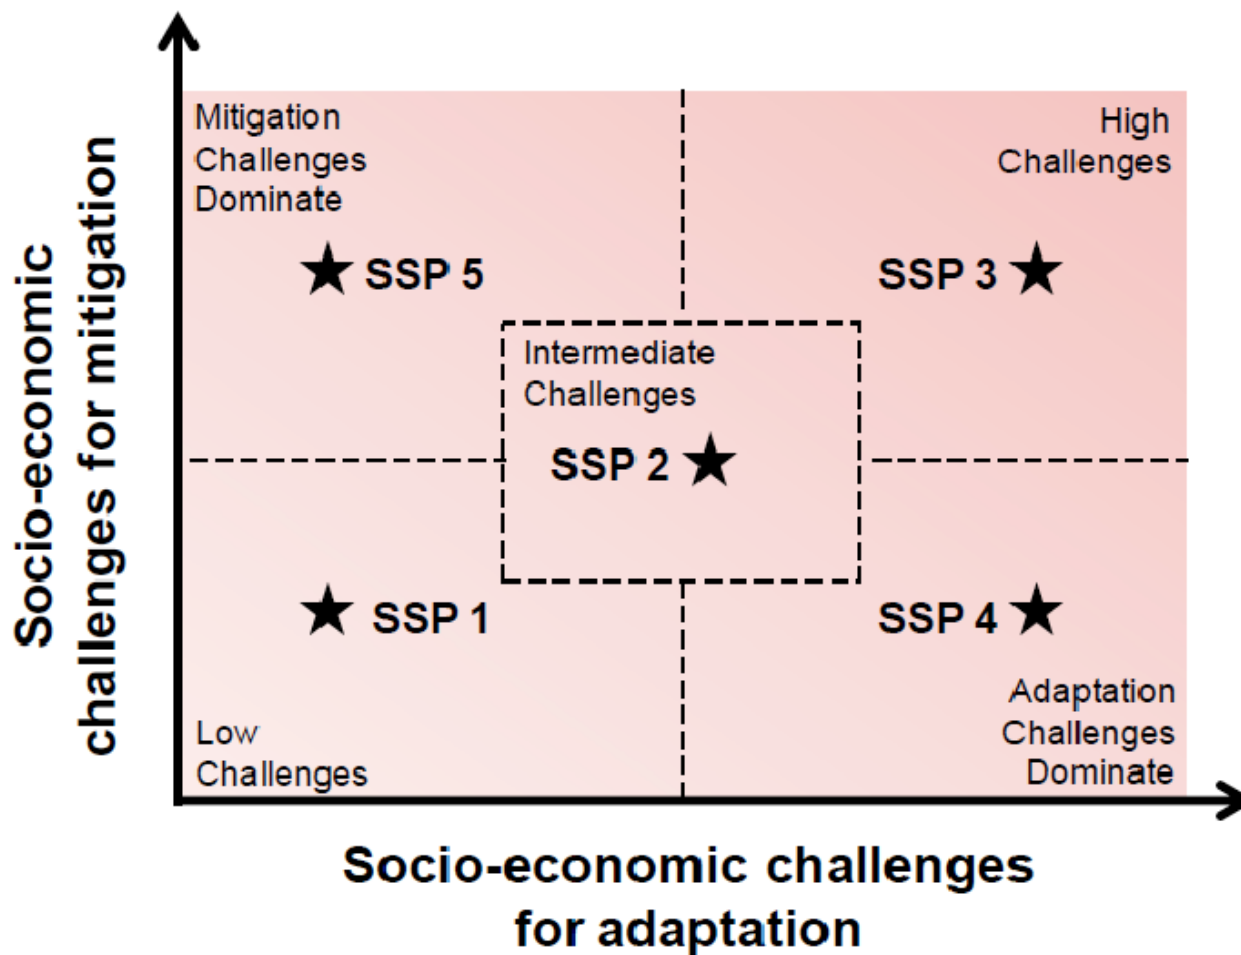 Socio-economic
challenges for mitigation
Mitigation
Challenges
Dominate
High
Challenges
SSP 5
SSP 3
Intermediate
Challenges
SSP 2
SSP 1
SSP 4
Low
Challenges
Adaptation
Challenges
Dominate
Socio-economic challenges
for adaptation